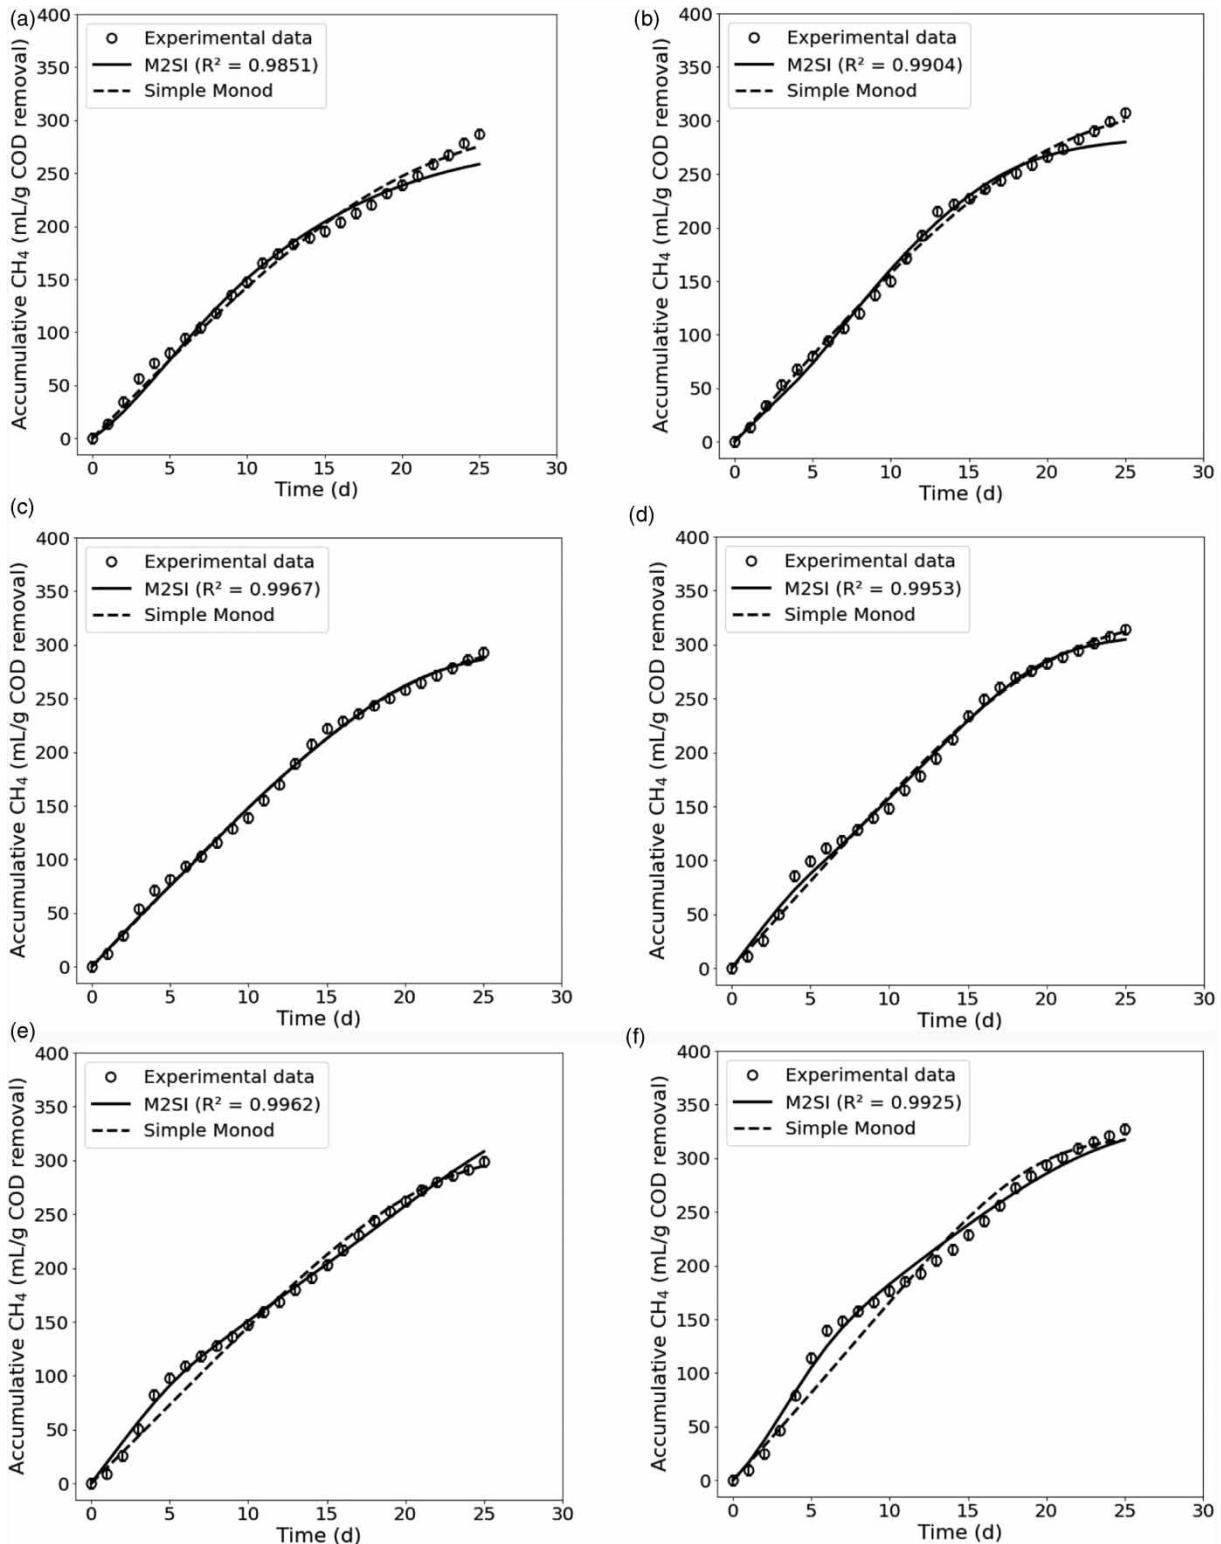 (a)
400
350
300
250
200
150
100
50
0
Accumulative CH₄ (mL/g COD removal)
Experimental data
M2SI (R² = 0.9851)
Simple Monod
0 5 10 15 20 25 30
Time (d)
(b)
400
350
300
250
200
150
100
50
0
Accumulative CH₄ (mL/g COD removal)
Experimental data
M2SI (R² = 0.9904)
Simple Monod
0 5 10 15 20 25 30
Time (d)
(c)
400
350
300
250
200
150
100
50
0
Accumulative CH₄ (mL/g COD removal)
Experimental data
M2SI (R² = 0.9967)
Simple Monod
0 5 10 15 20 25 30
Time (d)
(d)
400
350
300
250
200
150
100
50
0
Accumulative CH₄ (mL/g COD removal)
Experimental data
M2SI (R² = 0.9953)
Simple Monod
0 5 10 15 20 25 30
Time (d)
(e)
400
350
300
250
200
150
100
50
0
Accumulative CH₄ (mL/g COD removal)
Experimental data
M2SI (R² = 0.9962)
Simple Monod
0 5 10 15 20 25 30
Time (d)
(f)
400
350
300
250
200
150
100
50
0
Accumulative CH₄ (mL/g COD removal)
Experimental data
M2SI (R² = 0.9925)
Simple Monod
0 5 10 15 20 25 30
Time (d)